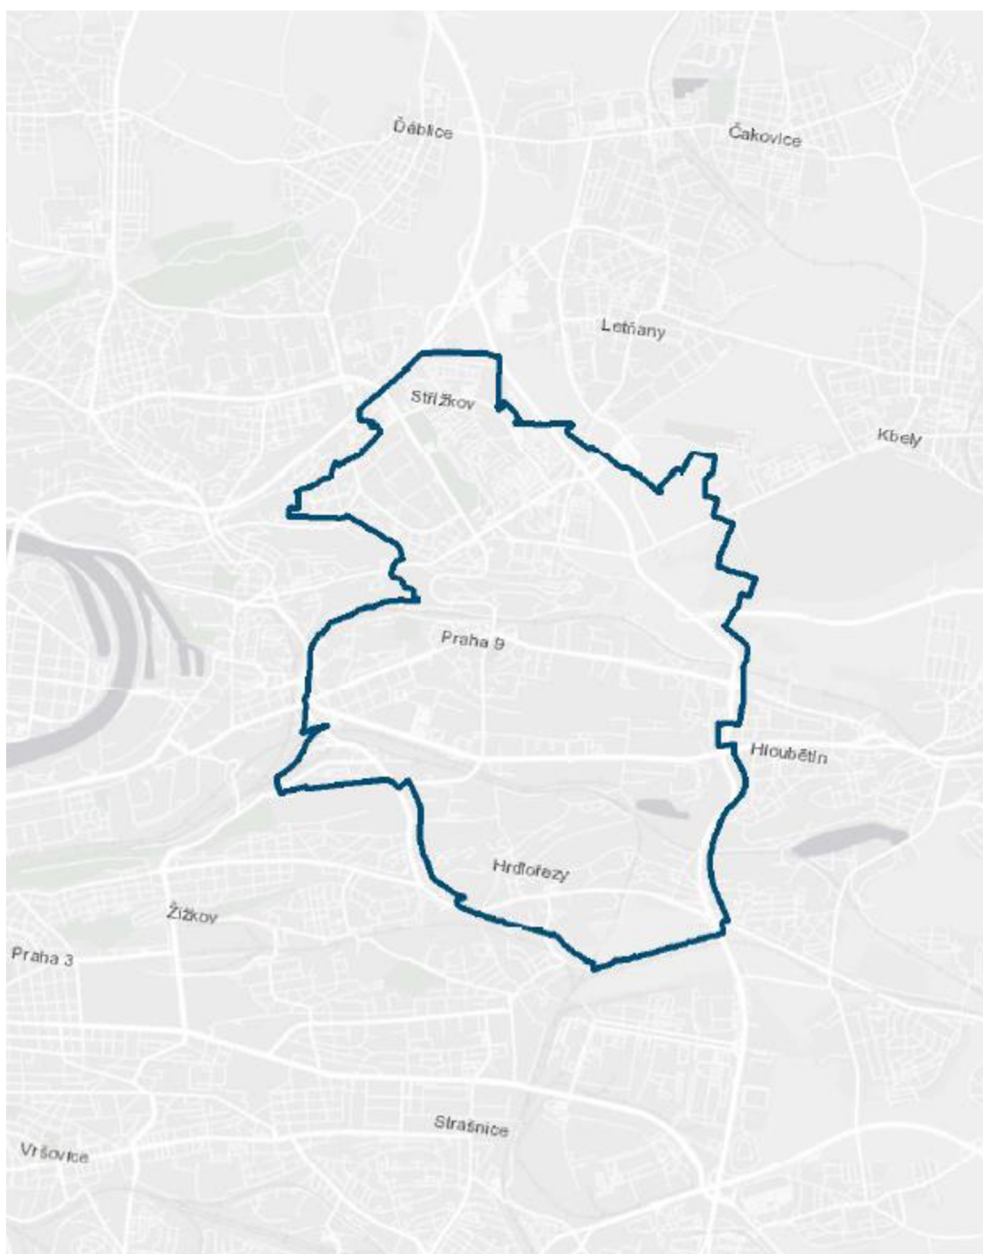 Ďáblice
Čakovice
Letňany
Střížkov
Kbely
Praha 9
Hloubětín
Hrdlořezy
Žižkov
Praha 3
Strašnice
Vršovice